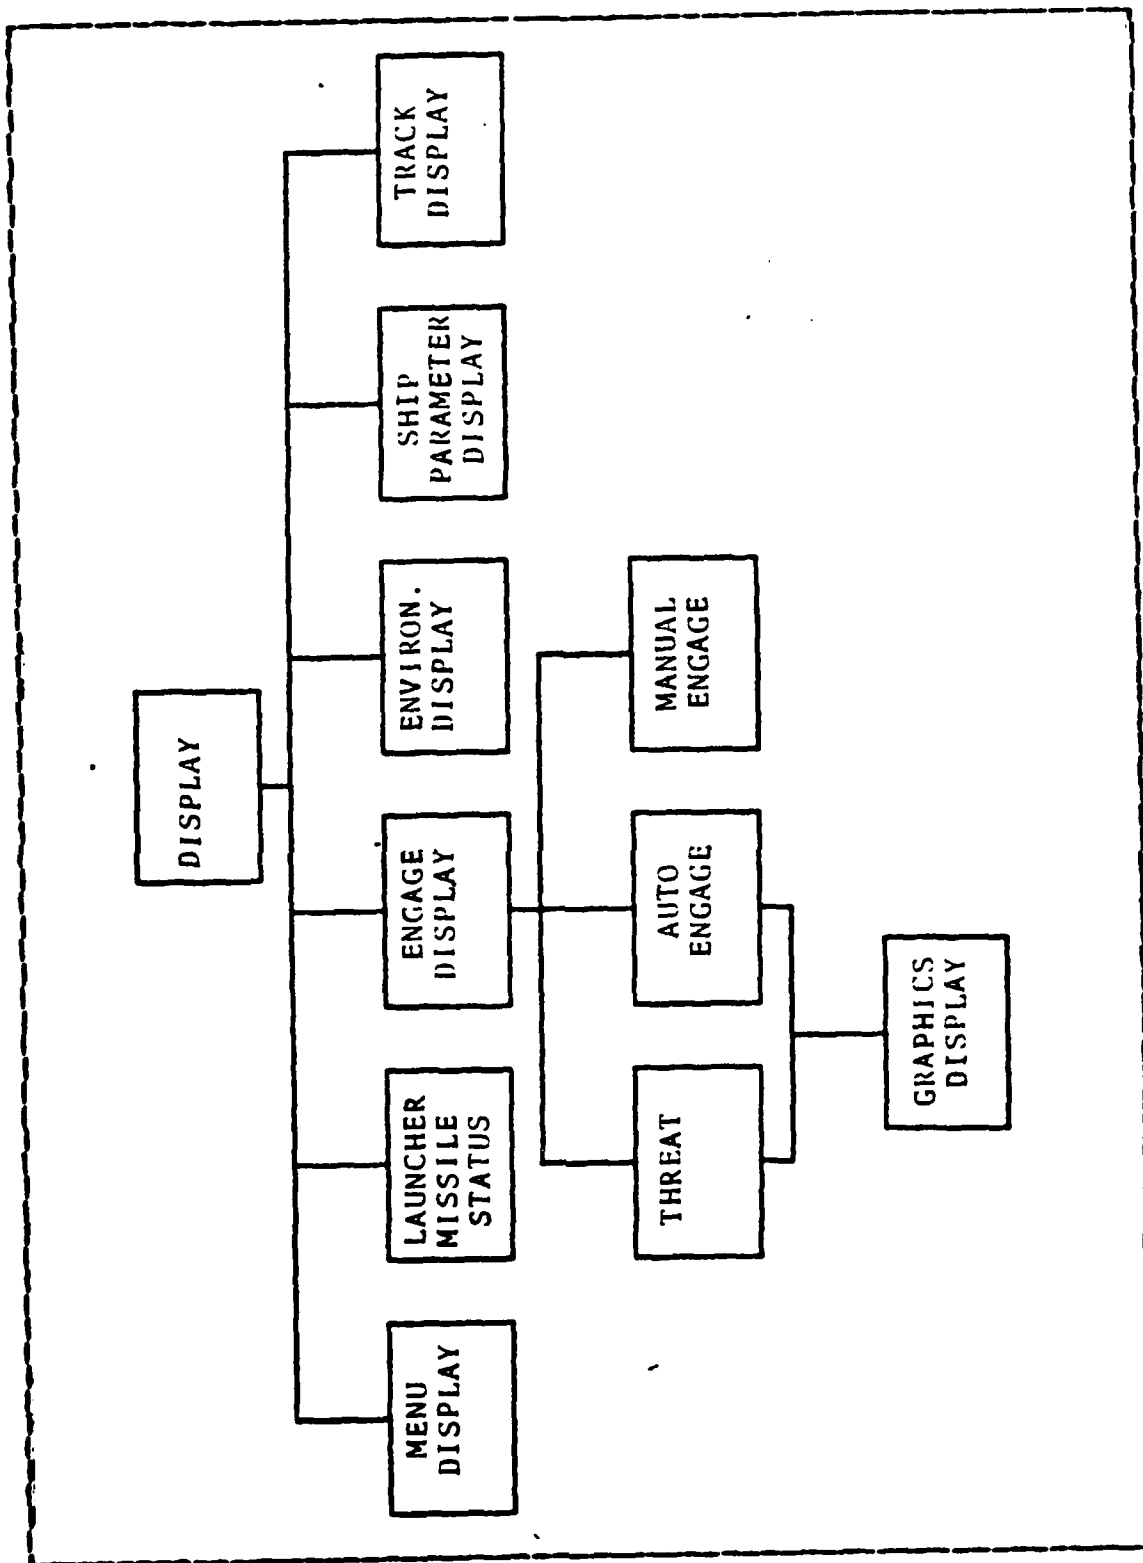 DISPLAY
MENU
DISPLAY
LAUNCHER
MISSILE
STATUS
ENGAGE
DISPLAY
ENVIRON.
DISPLAY
SHIP
PARAMETER
DISPLAY
TRACK
DISPLAY
THREAT
AUTO
ENGAGE
MANUAL
ENGAGE
GRAPHICS
DISPLAY